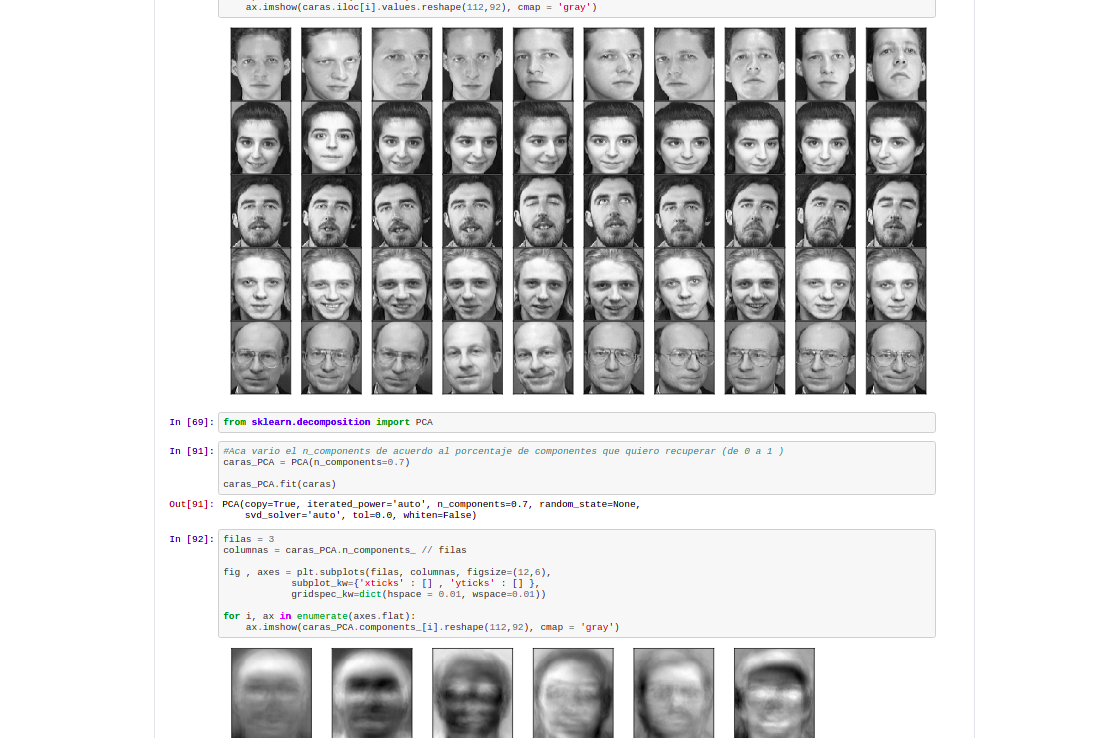 ax.imshow(caras.iloc[i].values.reshape(112,92), cmap = 'gray')
In [69]: from sklearn.decomposition import PCA
In [91]: #Aca vario el n_components de acuerdo al porcentaje de componentes que quiero recuperar (de 0 a 1 )
caras_PCA = PCA(n_components=0.7)
caras_PCA.fit(caras)
Out[91]: PCA(copy=True, iterated_power='auto', n_components=0.7, random_state=None,
svd_solver='auto', tol=0.0, whiten=False)
In [92]: filas = 3
columnas = caras_PCA.n_components_ // filas
fig , axes = plt.subplots(filas, columnas, figsize=(12,6),
subplot_kw={'xticks' : [] , 'yticks' : [] },
gridspec_kw=dict(hspace = 0.01, wspace=0.01))
for i, ax in enumerate(axes.flat):
ax.imshow(caras_PCA.components_[i].reshape(112,92), cmap = 'gray')